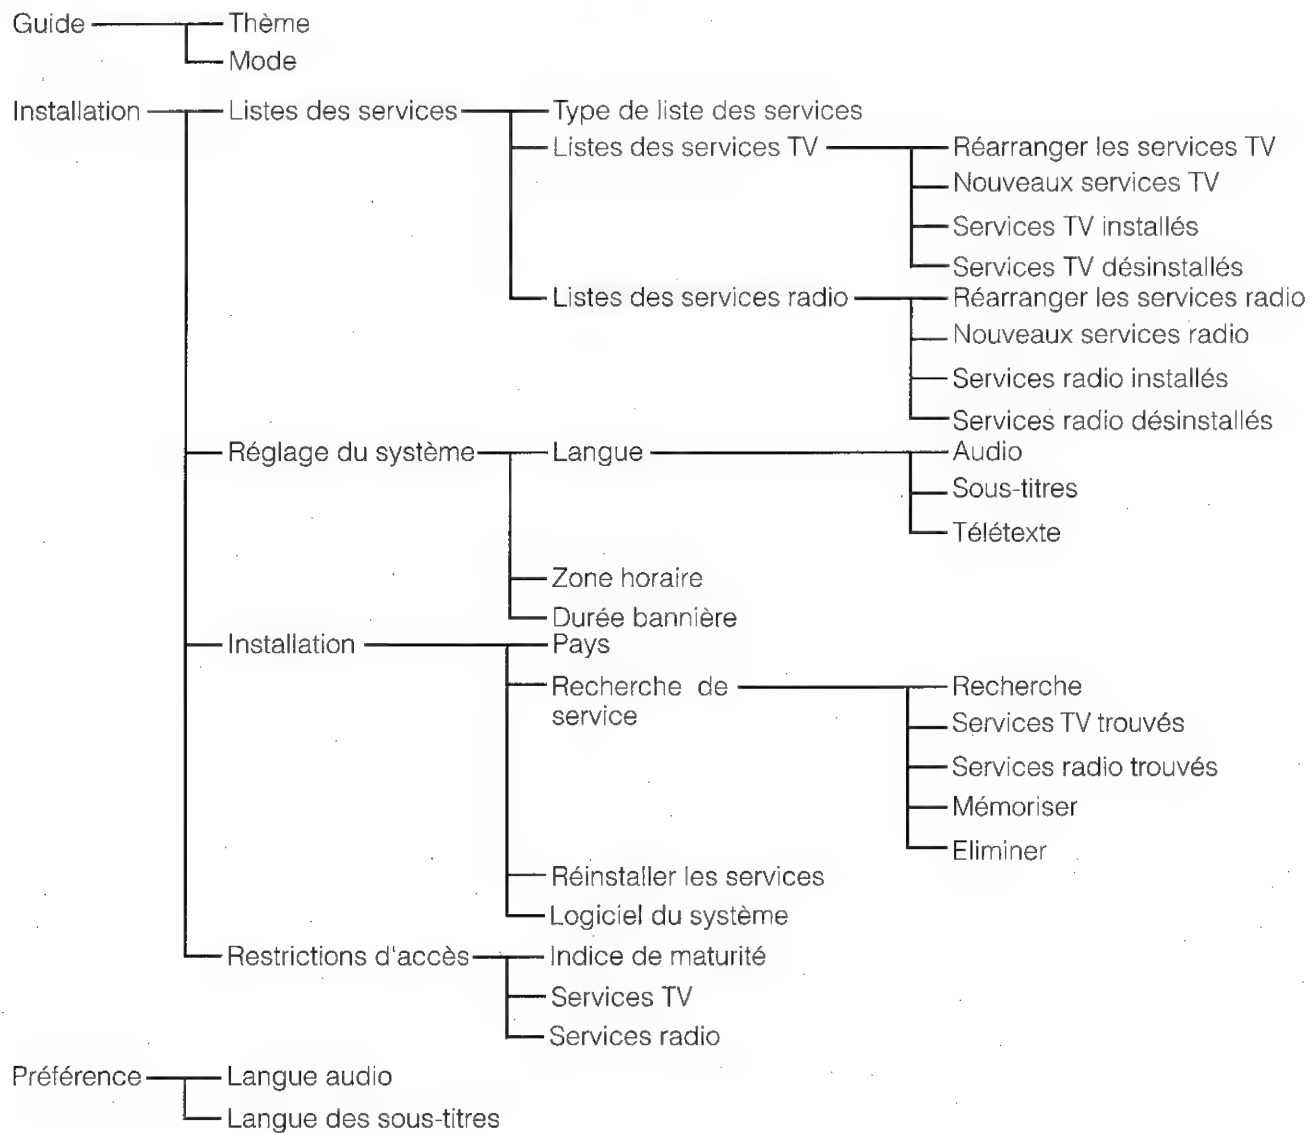 Guide
Thème
Mode
Installation
Listes des services
Type de liste des services
Listes des services TV
Réarranger les services TV
Nouveaux services TV
Services TV installés
Services TV désinstallés
Listes des services radio
Réarranger les services radio
Nouveaux services radio
Services radio installés
Services radio désinstallés
Réglage du système
Langue
Audio
Sous-titres
Télétexte
Zone horaire
Durée bannière
Installation
Pays
Recherche de
service
Recherche
Services TV trouvés
Services radio trouvés
Mémoriser
Eliminer
Réinstaller les services
Logiciel du système
Restrictions d'accès
Indice de maturité
Services TV
Services radio
Préférence
Langue audio
Langue des sous-titres